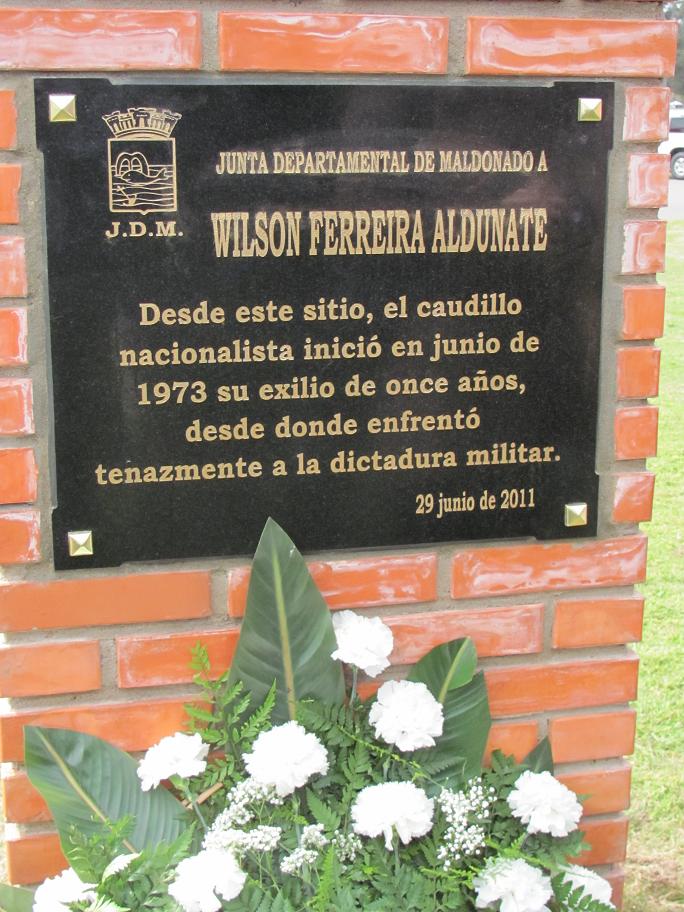 JUNTA DEPARTAMENTAL DE MALDONADO A
J.D.M.
WILSON FERREIRA ALDUNATE
Desde este sitio, el caudillo
nacionalista inició en junio de
1973 su exilio de once años,
desde donde enfrentó
tenazmente a la dictadura militar.
29 junio de 2011